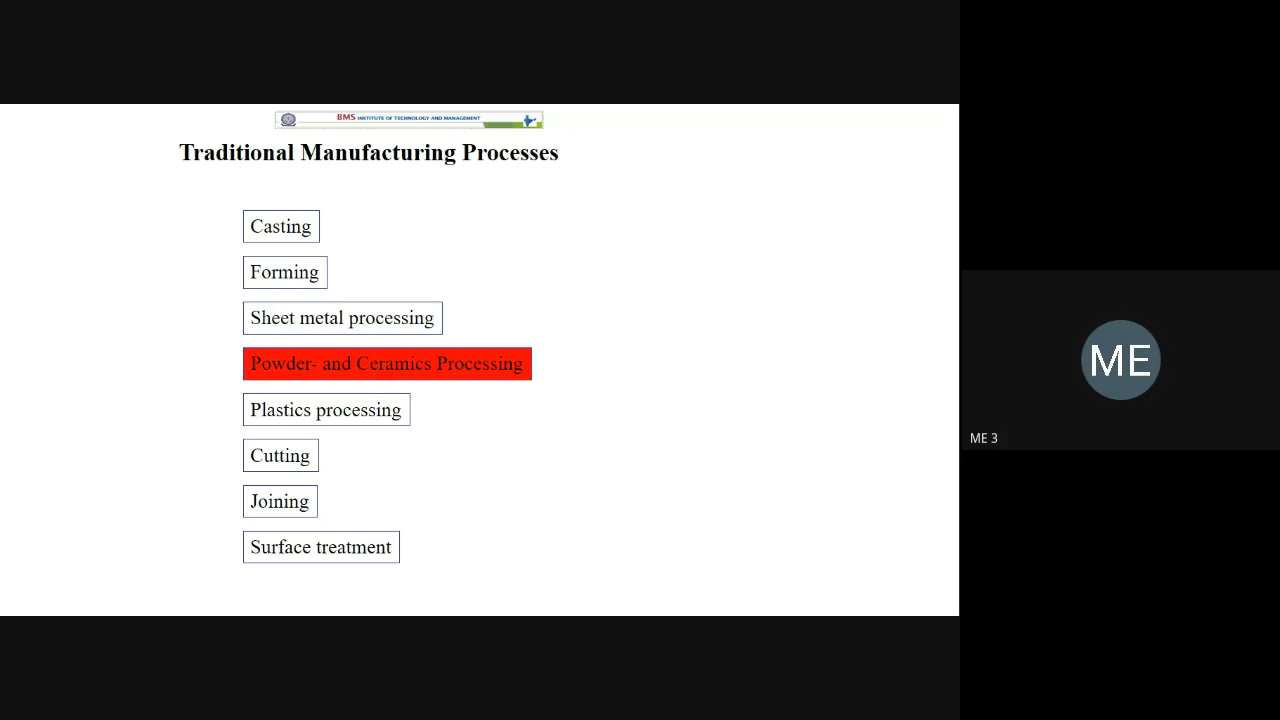 BMS INSTITUTE OF TECHNOLOGY AND MANAGEMENT
Traditional Manufacturing Processes
Casting
Forming
Sheet metal processing
Powder- and Ceramics Processing
Plastics processing
Cutting
Joining
Surface treatment
ME
ME 3